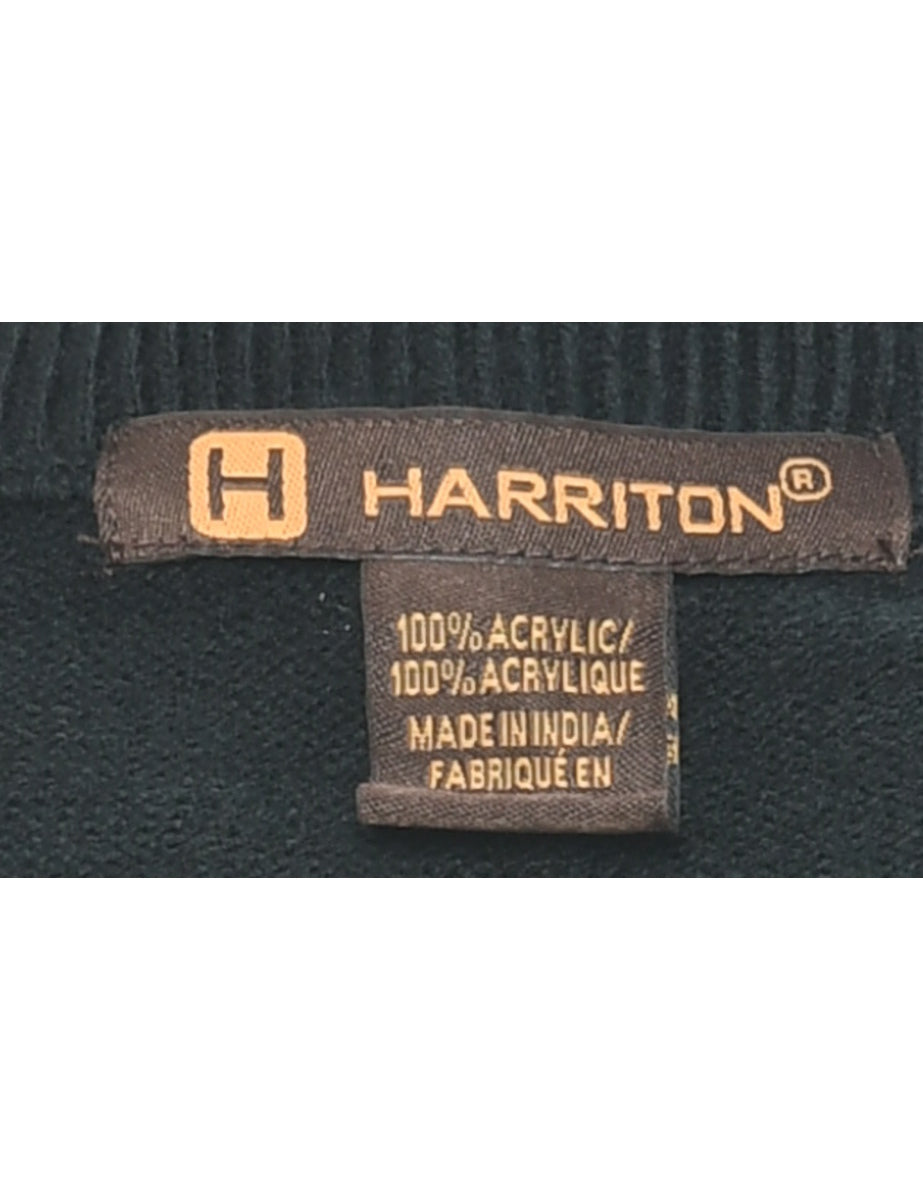 H HARRITON®
100% ACRYLIC/
100% ACRYLIQUE
MADE IN INDIA/
FABRIQUÉ EN